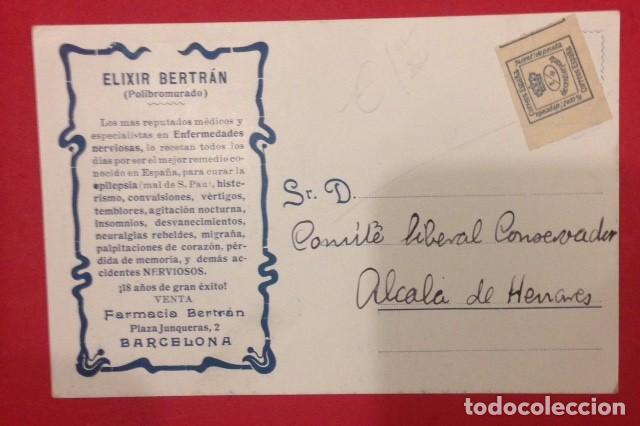 ELIXIR BERTRÁN
(Polibromurado)
Los mas reputados médicos y
especialistas en Enfermedades
nerviosas, lo recetan todos los
días por ser el mejor remedio co-
nocido en España, para curar la
epilepsia (mal de S. Pau), histe-
rismo, convulsiones, vértigos,
temblores, agitación nocturna,
insomnios, desvanecimientos,
neuralgias rebeldes, migraña,
palpitaciones de corazón, pér-
dida de memoria, y demás ac-
cidentes NERVIOSOS.
¡18 años de gran éxito!
VENTA
Farmacia Bertrán
Plaza Junqueras, 2
BARCELONA
Sr. D.
Comité liberal Conservador
Alcalá de Henares
todocoleccion
todocoleccion.net